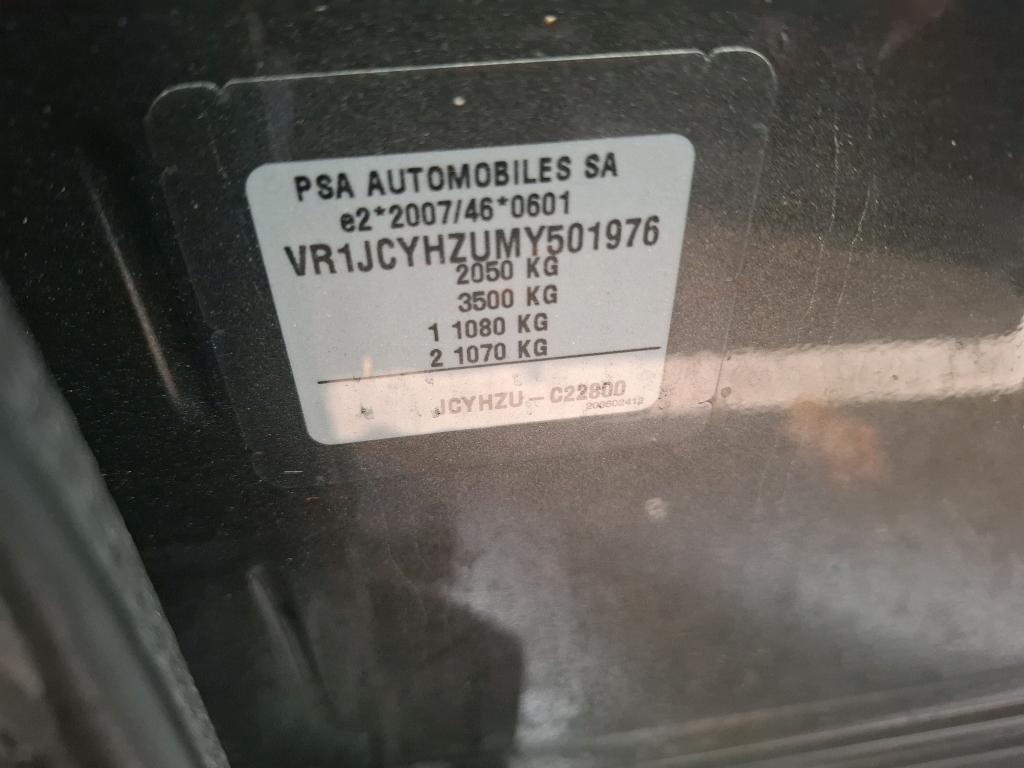 PSA AUTOMOBILES SA
e2*2007/46*0601
VR1JCYHZUMY501976
2050 KG
3500 KG
1 1080 KG
2 1070 KG
JCYHZU - C22800
200602412